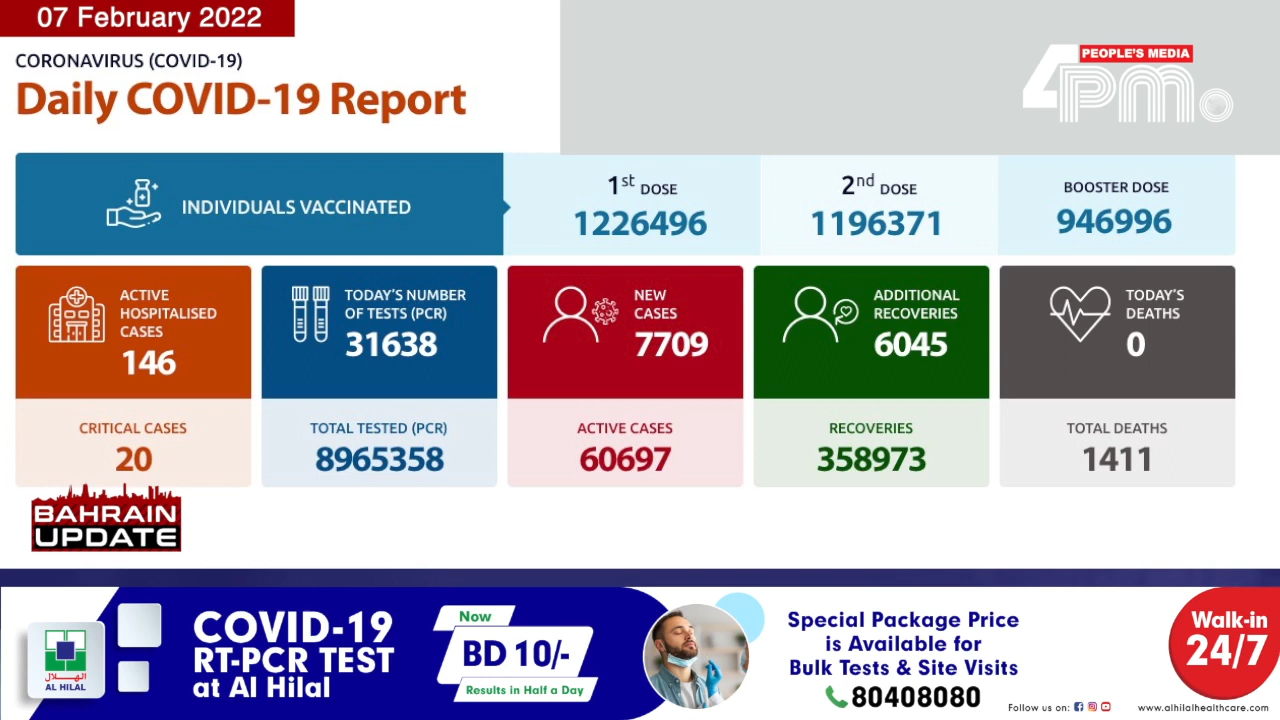 07 February 2022
CORONAVIRUS (COVID-19)
Daily COVID-19 Report
PEOPLE'S MEDIA
4PM
INDIVIDUALS VACCINATED
1st DOSE
1226496
2nd DOSE
1196371
BOOSTER DOSE
946996
ACTIVE
HOSPITALISED
CASES
146
TODAY'S NUMBER
OF TESTS (PCR)
31638
NEW
CASES
7709
ADDITIONAL
RECOVERIES
6045
TODAY'S
DEATHS
0
CRITICAL CASES
20
TOTAL TESTED (PCR)
8965358
ACTIVE CASES
60697
RECOVERIES
358973
TOTAL DEATHS
1411
BAHRAIN
UPDATE
الهلال
AL HILAL
COVID-19
RT-PCR TEST
at Al Hilal
Now
BD 10/-
Results in Half a Day
Special Package Price
is Available for
Bulk Tests & Site Visits
80408080
Walk-in
24/7
Follow us on:
www.alhilalhealthcare.com